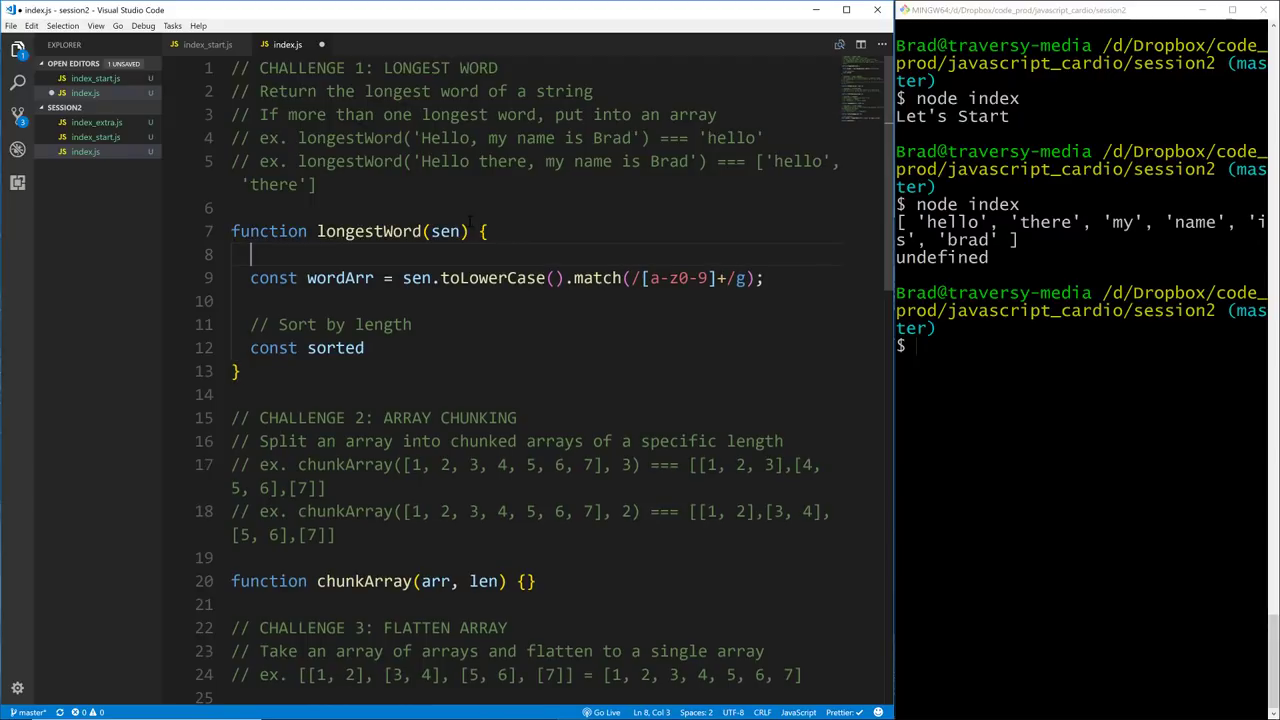 index.js - session2 - Visual Studio Code
File Edit Selection View Go Debug Tasks Help
EXPLORER
OPEN EDITORS 1 UNSAVED
JS index_start.js U
JS index.js U
SESSION2
JS index_extra.js U
JS index_start.js U
JS index.js U
1
3
JS index_start.js
JS index.js
1 // CHALLENGE 1: LONGEST WORD
2 // Return the longest word of a string
3 // If more than one longest word, put into an array
4 // ex. longestWord('Hello, my name is Brad') === 'hello'
5 // ex. longestWord('Hello there, my name is Brad') === ['hello',
'there']
6
7 function longestWord(sen) {
8
9 const wordArr = sen.toLowerCase().match(/[a-z0-9]+/g);
10
11 // Sort by length
12 const sorted
13 }
14
15 // CHALLENGE 2: ARRAY CHUNKING
16 // Split an array into chunked arrays of a specific length
17 // ex. chunkArray([1, 2, 3, 4, 5, 6, 7], 3) === [[1, 2, 3],[4,
5, 6],[7]]
18 // ex. chunkArray([1, 2, 3, 4, 5, 6, 7], 2) === [[1, 2],[3, 4],
[5, 6],[7]]
19
20 function chunkArray(arr, len) {}
21
22 // CHALLENGE 3: FLATTEN ARRAY
23 // Take an array of arrays and flatten to a single array
24 // ex. [[1, 2], [3, 4], [5, 6], [7]] = [1, 2, 3, 4, 5, 6, 7]
25
master* 0 0
Go Live Ln 8, Col 3 Spaces: 2 UTF-8 CRLF JavaScript Prettier: ✓
MINGW64:/d/Dropbox/code_prod/javascript_cardio/session2
Brad@traversy-media /d/Dropbox/code_
prod/javascript_cardio/session2 (mas
ter)
$ node index
Let's Start
Brad@traversy-media /d/Dropbox/code_
prod/javascript_cardio/session2 (mas
ter)
$ node index
[ 'hello', 'there', 'my', 'name', 'i
s', 'brad' ]
undefined
Brad@traversy-media /d/Dropbox/code_
prod/javascript_cardio/session2 (mas
ter)
$